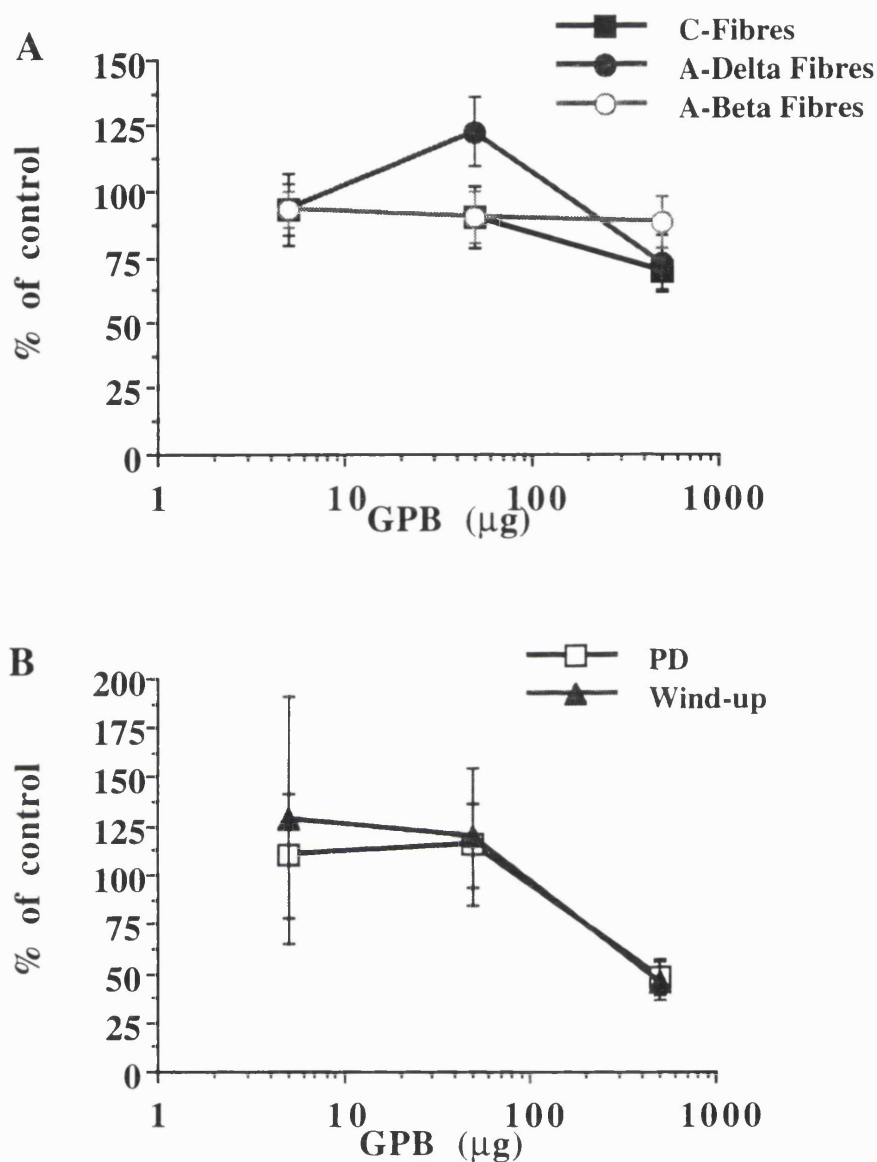 A
C-Fibres
A-Delta Fibres
A-Beta Fibres
150
125
100
75
50
25
0
% of control
1 10 100 1000
GPB (µg)
B
PD
Wind-up
200
175
150
125
100
75
50
25
0
% of control
1 10 100 1000
GPB (µg)